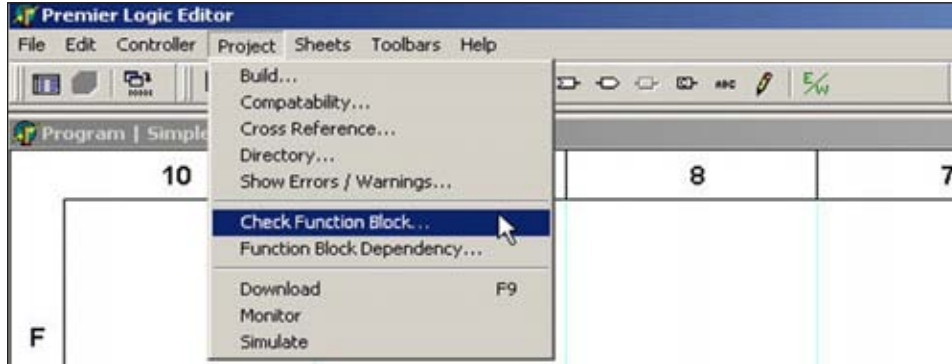 Premier Logic Editor
File Edit Controller Project Sheets Toolbars Help
ABC E/W
Program | Simple
Build...
Compatability...
Cross Reference...
Directory...
Show Errors / Warnings...
Check Function Block...
Function Block Dependency...
Download F9
Monitor
Simulate
10 8 7
F